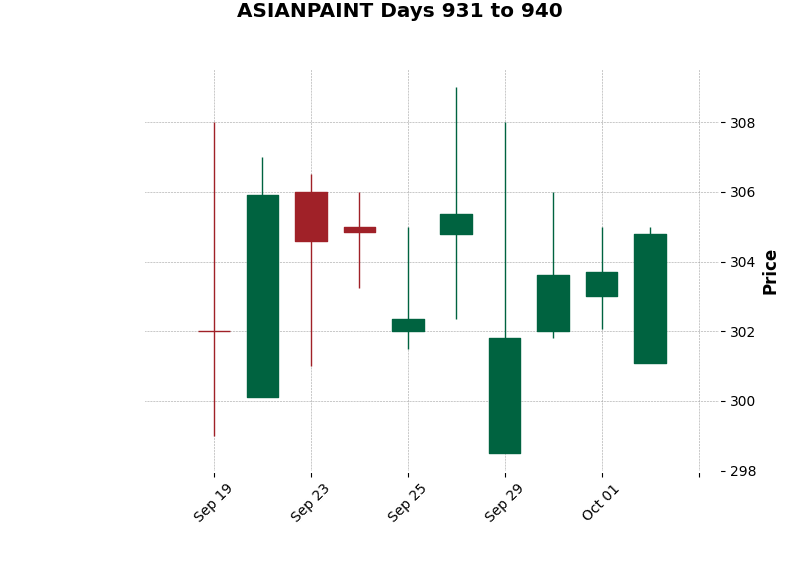 ASIANPAINT Days 931 to 940
308
306
304
302
300
298
Price
Sep 19
Sep 23
Sep 25
Sep 29
Oct 01